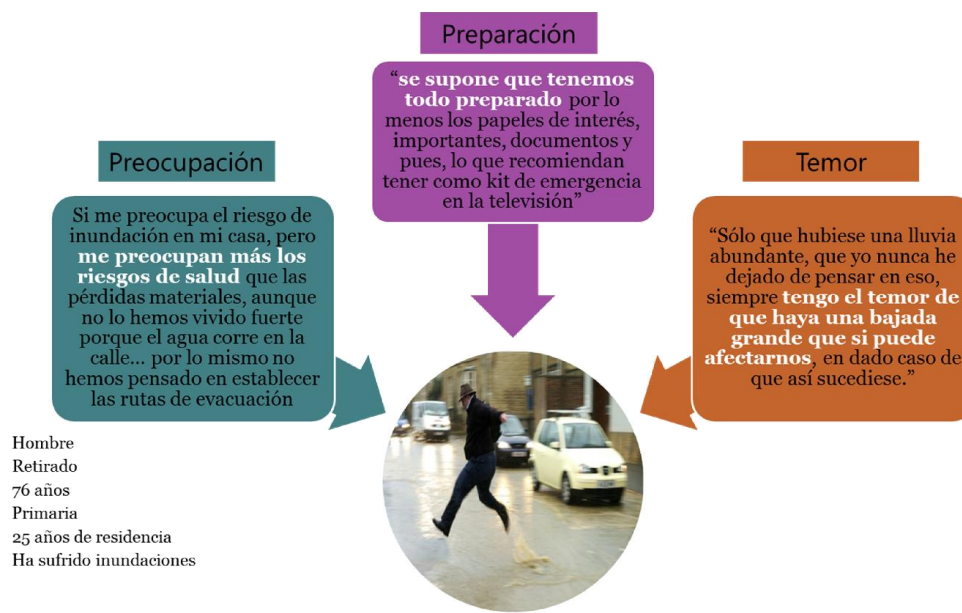 Preparación
“se supone que tenemos
todo preparado por lo
menos los papeles de interés,
importantes, documentos y
pues, lo que recomiendan
tener como kit de emergencia
en la televisión”
Preocupación
Si me preocupa el riesgo de
inundación en mi casa, pero
me preocupan más los
riesgos de salud que las
pérdidas materiales, aunque
no lo hemos vivido fuerte
porque el agua corre en la
calle... por lo mismo no
hemos pensado en establecer
las rutas de evacuación
Temor
“Sólo que hubiese una lluvia
abundante, que yo nunca he
dejado de pensar en eso,
siempre tengo el temor de
que haya una bajada
grande que si puede
afectarnos, en dado caso de
que así sucediese.”
Hombre
Retirado
76 años
Primaria
25 años de residencia
Ha sufrido inundaciones